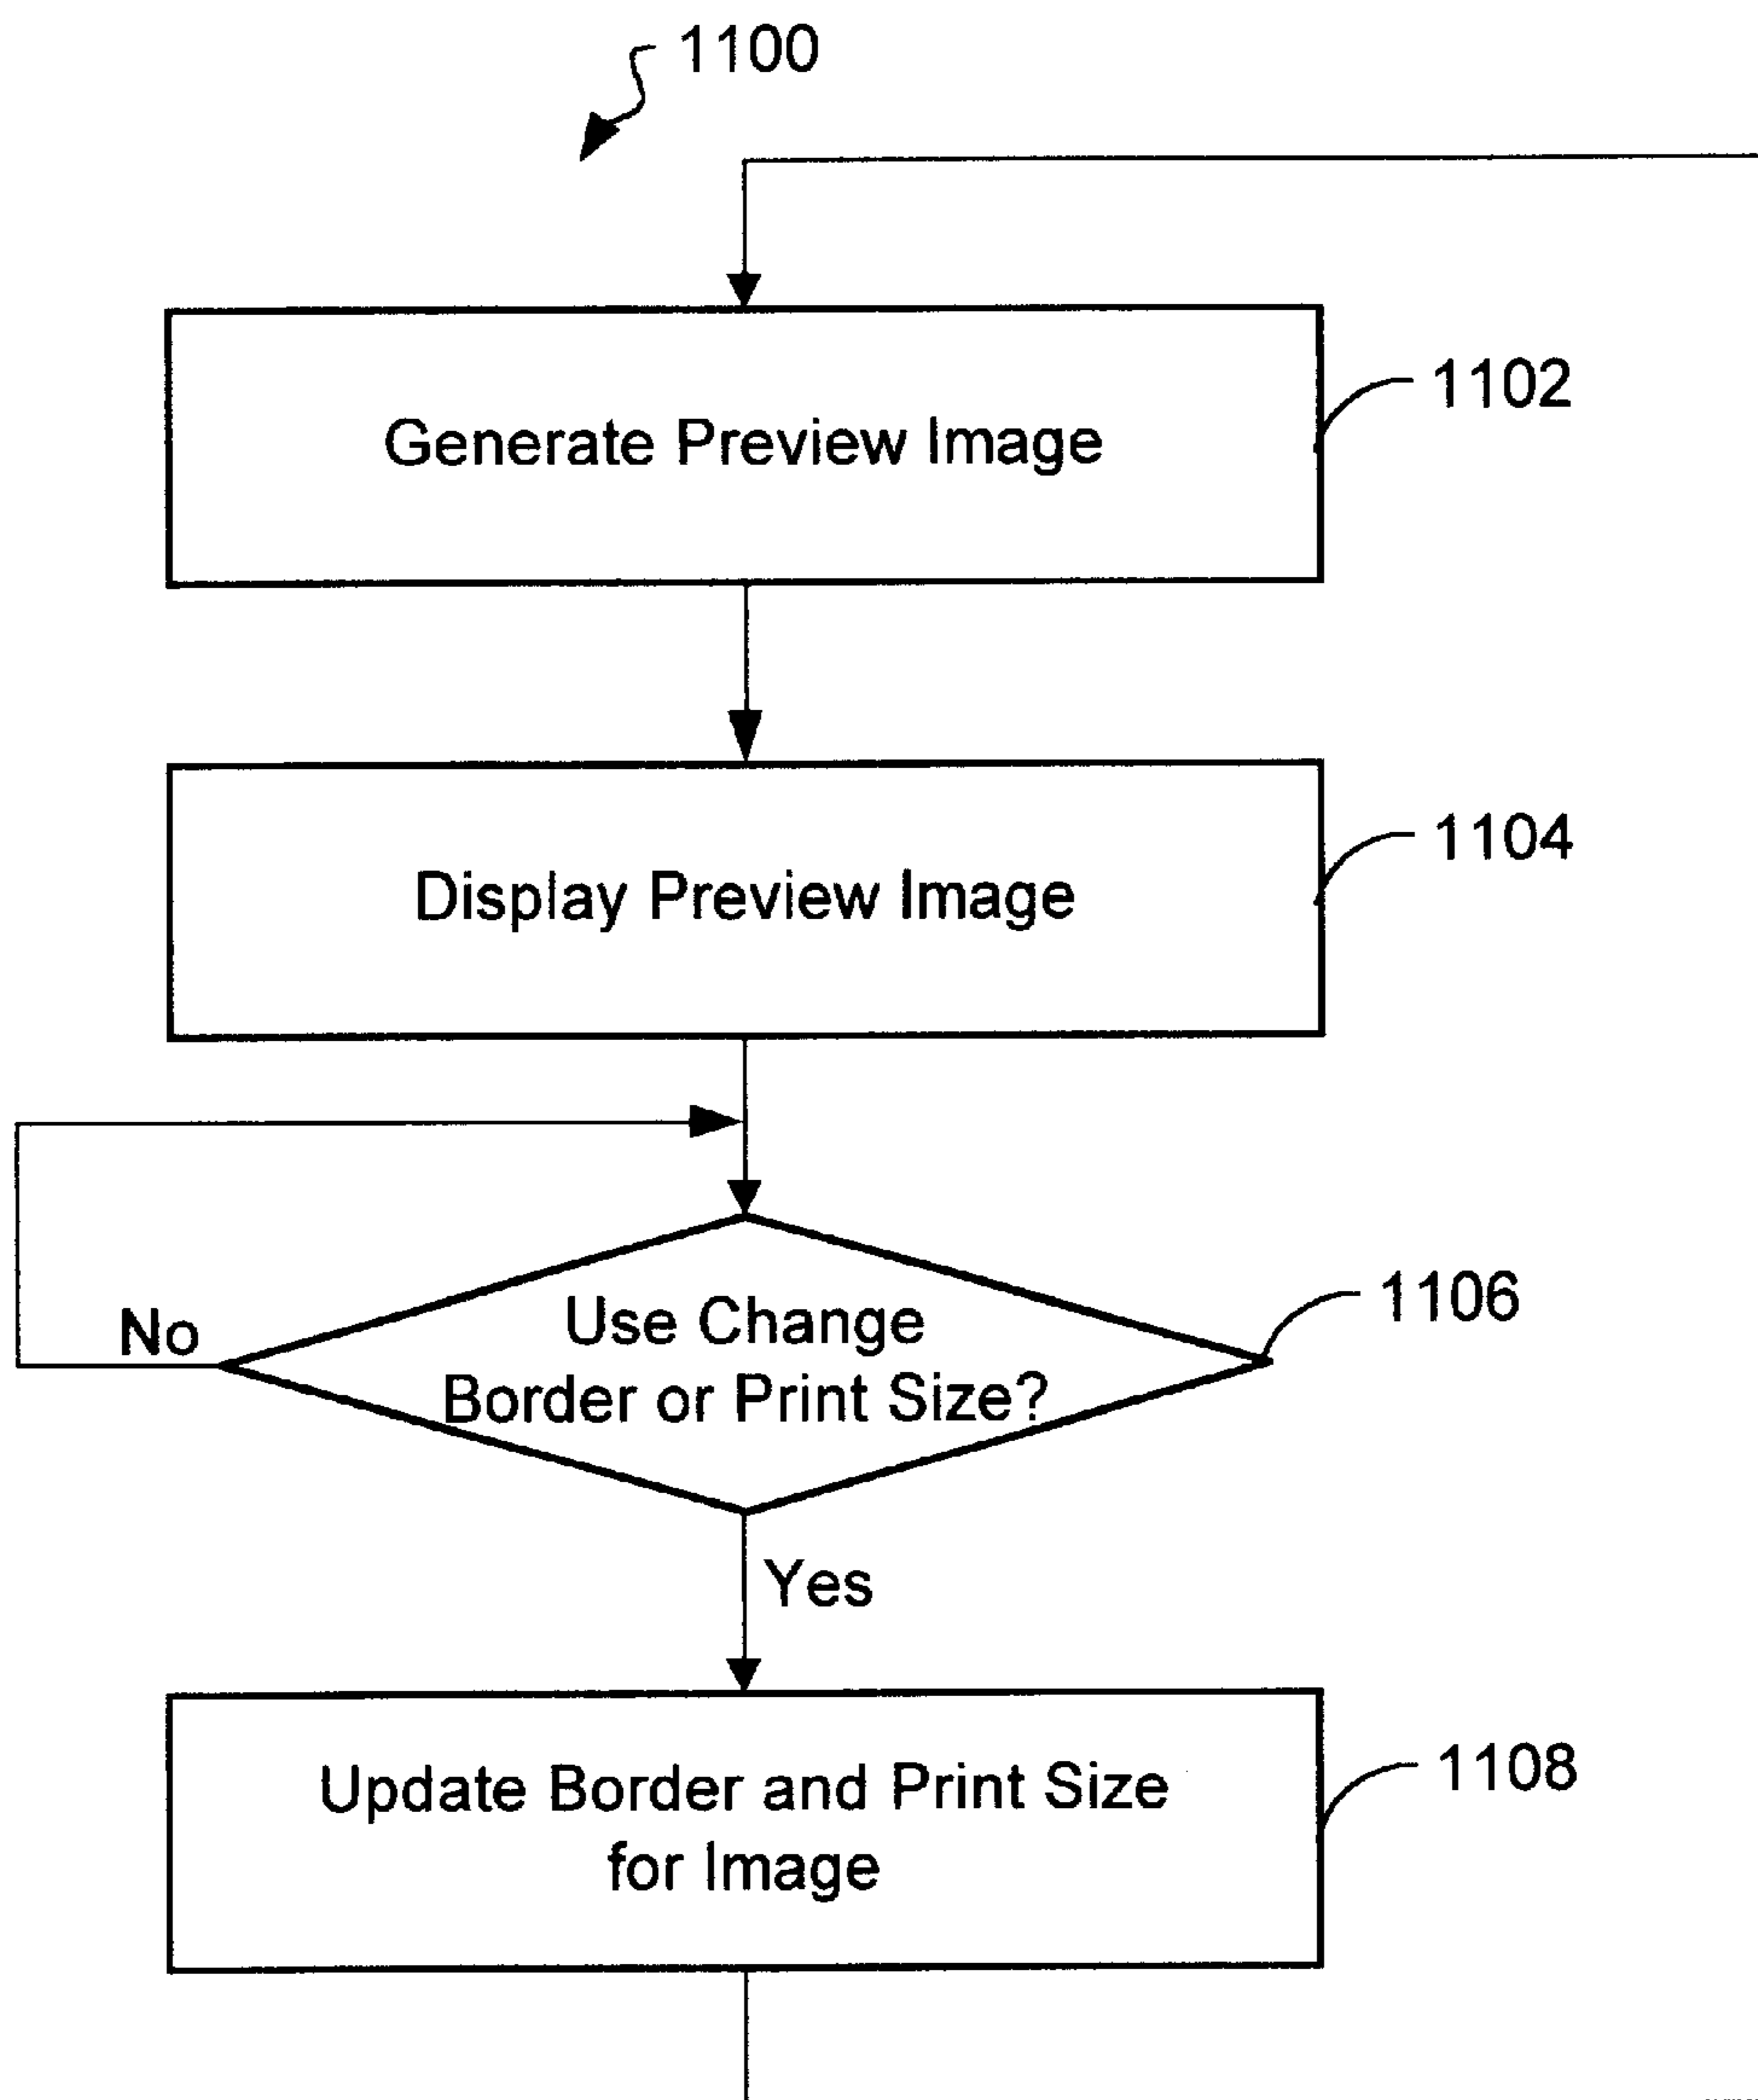 1100
Generate Preview Image
1102
Display Preview Image
1104
No
Use Change
Border or Print Size?
1106
Yes
Update Border and Print Size
for Image
1108